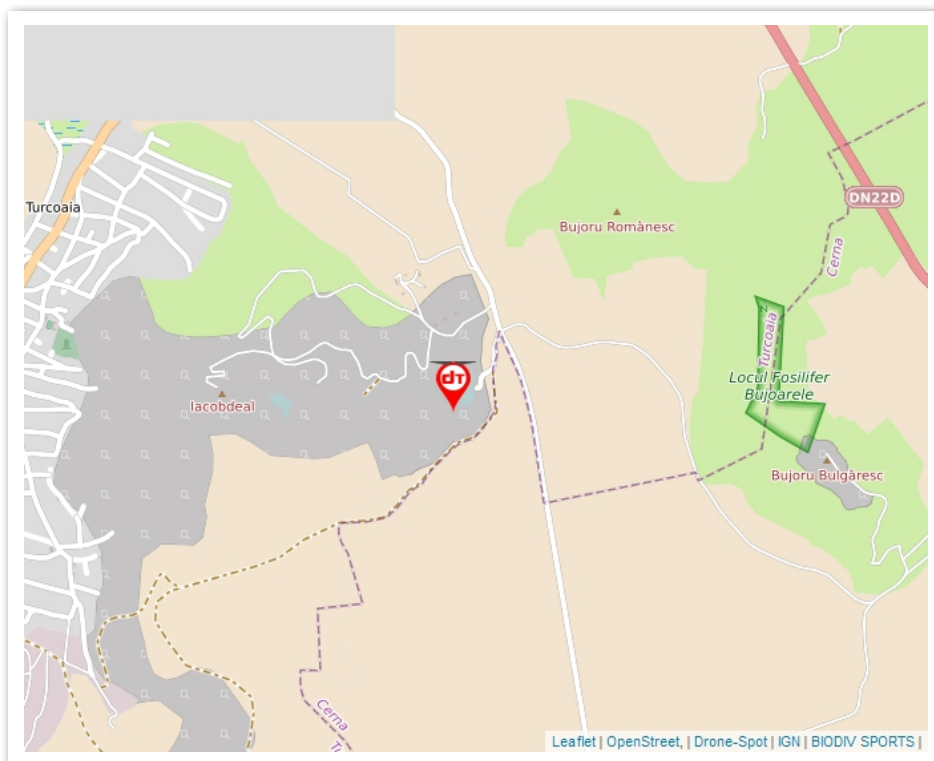 Turcoaia
DN22D
Bujoru Românesc
Cerna
Turcoaia
Locul Fosilifer
Bujoarele
dT
Iacobdeal
Bujoru Bulgăresc
Cerna
Leaflet | OpenStreet, | Drone-Spot | IGN | BIODIV SPORTS |